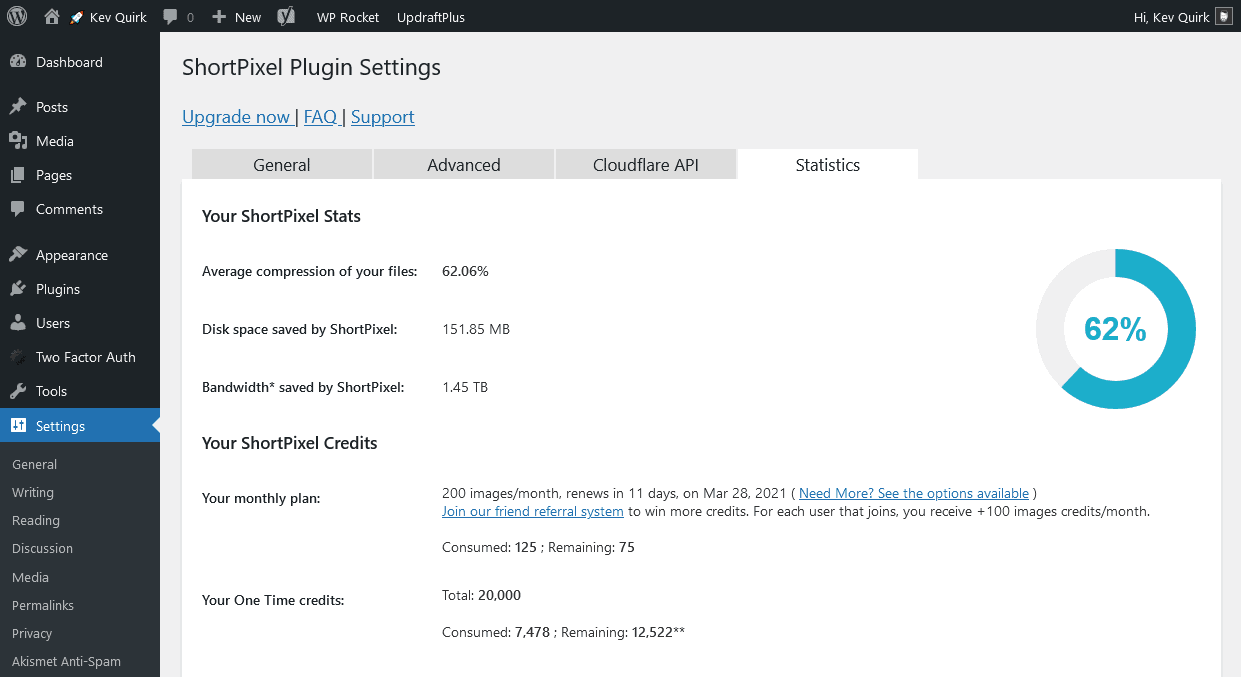 Kev Quirk 0 New WP Rocket UpdraftPlus Hi, Kev Quirk
Dashboard
Posts
Media
Pages
Comments
Appearance
Plugins
Users
Two Factor Auth
Tools
Settings
General
Writing
Reading
Discussion
Media
Permalinks
Privacy
Akismet Anti-Spam
ShortPixel Plugin Settings
Upgrade now | FAQ | Support
General Advanced Cloudflare API Statistics
Your ShortPixel Stats
Average compression of your files: 62.06%
Disk space saved by ShortPixel: 151.85 MB
Bandwidth* saved by ShortPixel: 1.45 TB
62%
Your ShortPixel Credits
Your monthly plan: 200 images/month, renews in 11 days, on Mar 28, 2021 ( Need More? See the options available )
Join our friend referral system to win more credits. For each user that joins, you receive +100 images credits/month.
Consumed: 125 ; Remaining: 75
Your One Time credits: Total: 20,000
Consumed: 7,478 ; Remaining: 12,522**